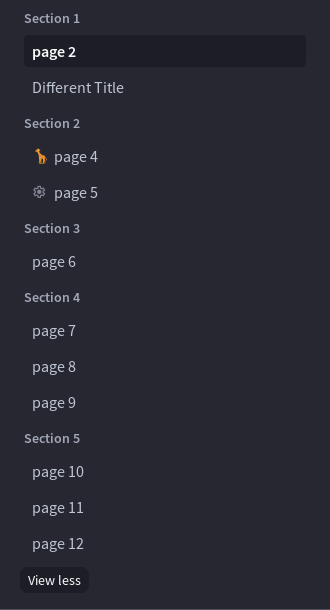 Section 1
page 2
Different Title
Section 2
page 4
page 5
Section 3
page 6
Section 4
page 7
page 8
page 9
Section 5
page 10
page 11
page 12
View less